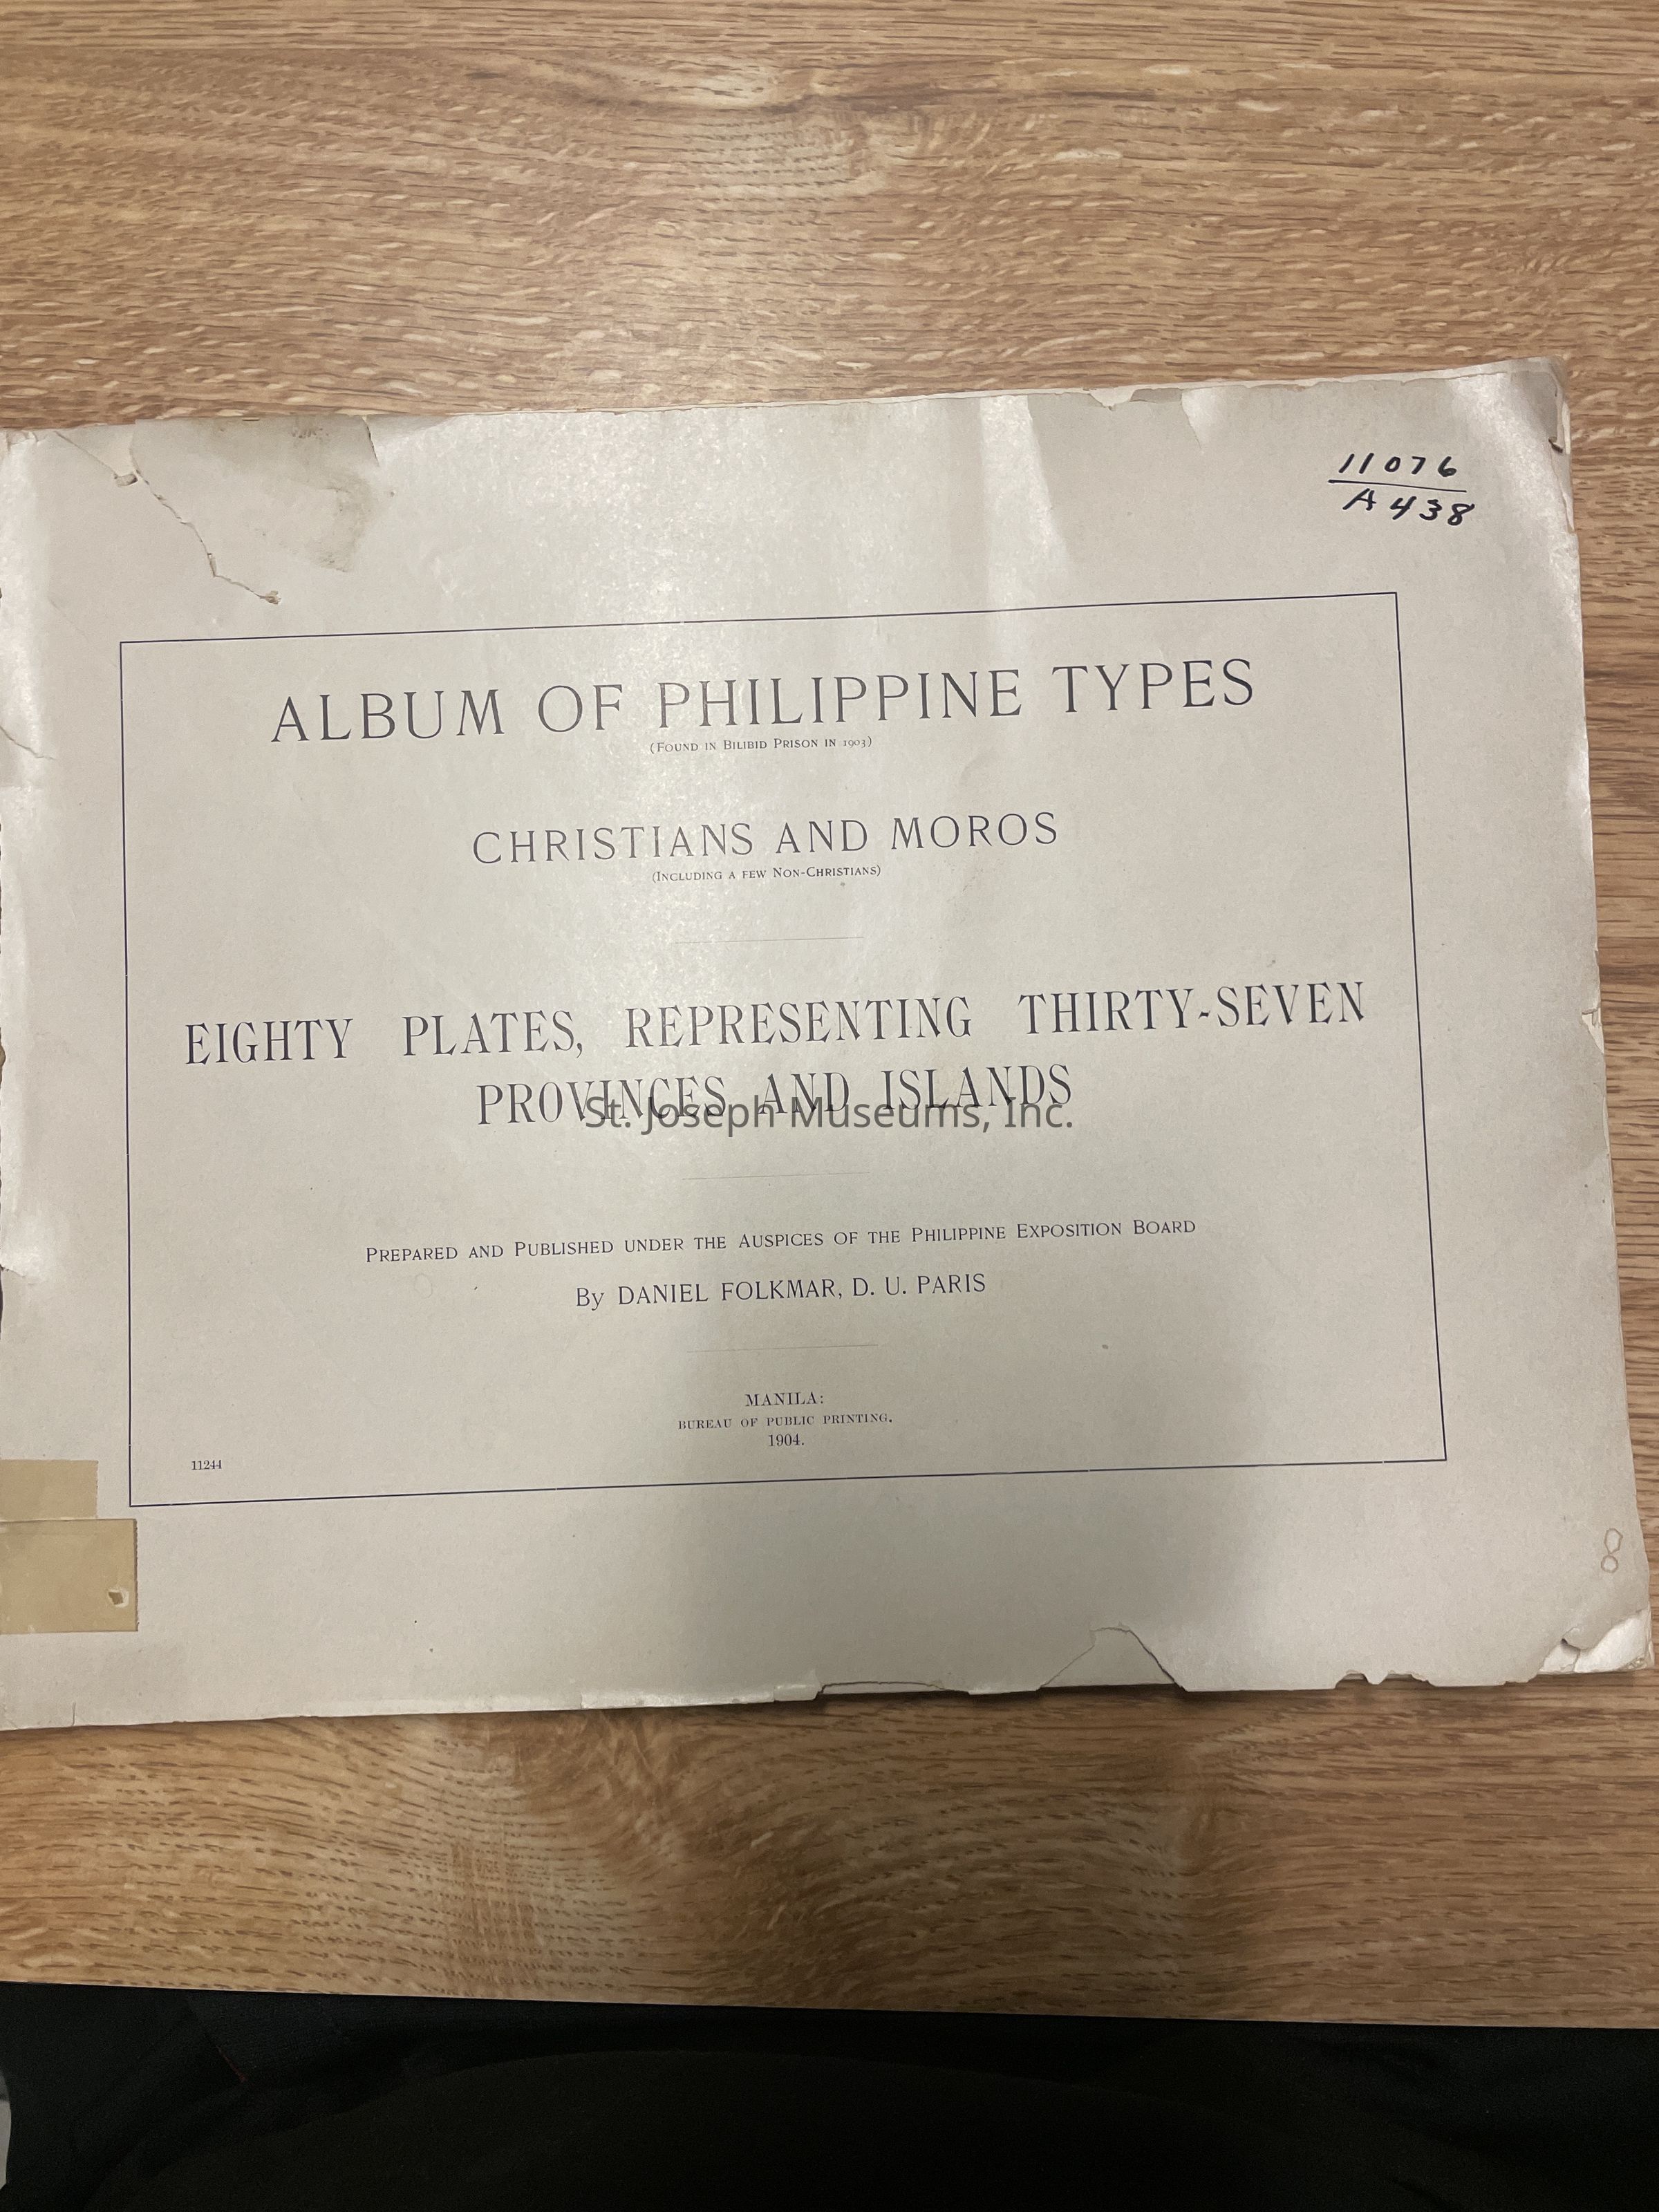 11076
A438
ALBUM OF PHILIPPINE TYPES
(FOUND IN BILIBID PRISON IN 1903)
CHRISTIANS AND MOROS
(INCLUDING A FEW NON-CHRISTIANS)
EIGHTY PLATES, REPRESENTING THIRTY-SEVEN
PROVINCES AND ISLANDS
St. Joseph Museums, Inc.
PREPARED AND PUBLISHED UNDER THE AUSPICES OF THE PHILIPPINE EXPOSITION BOARD
By DANIEL FOLKMAR, D. U. PARIS
MANILA:
BUREAU OF PUBLIC PRINTING.
1904.
11244